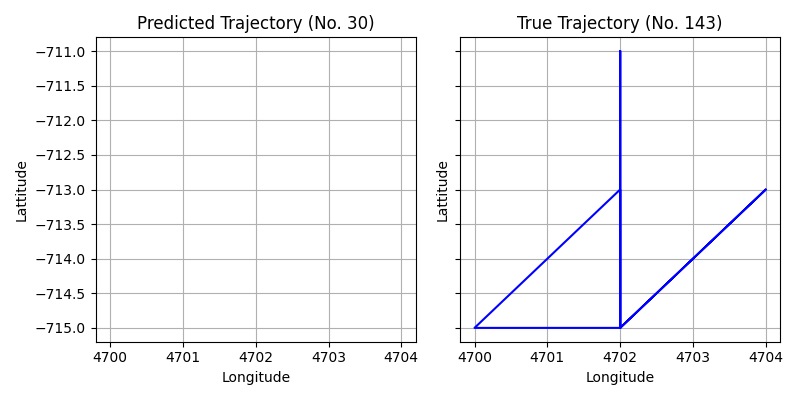 Predicted Trajectory (No. 30)
Lattitude
−711.0
−711.5
−712.0
−712.5
−713.0
−713.5
−714.0
−714.5
−715.0
4700 4701 4702 4703 4704
Longitude
True Trajectory (No. 143)
Lattitude
4700 4701 4702 4703 4704
Longitude